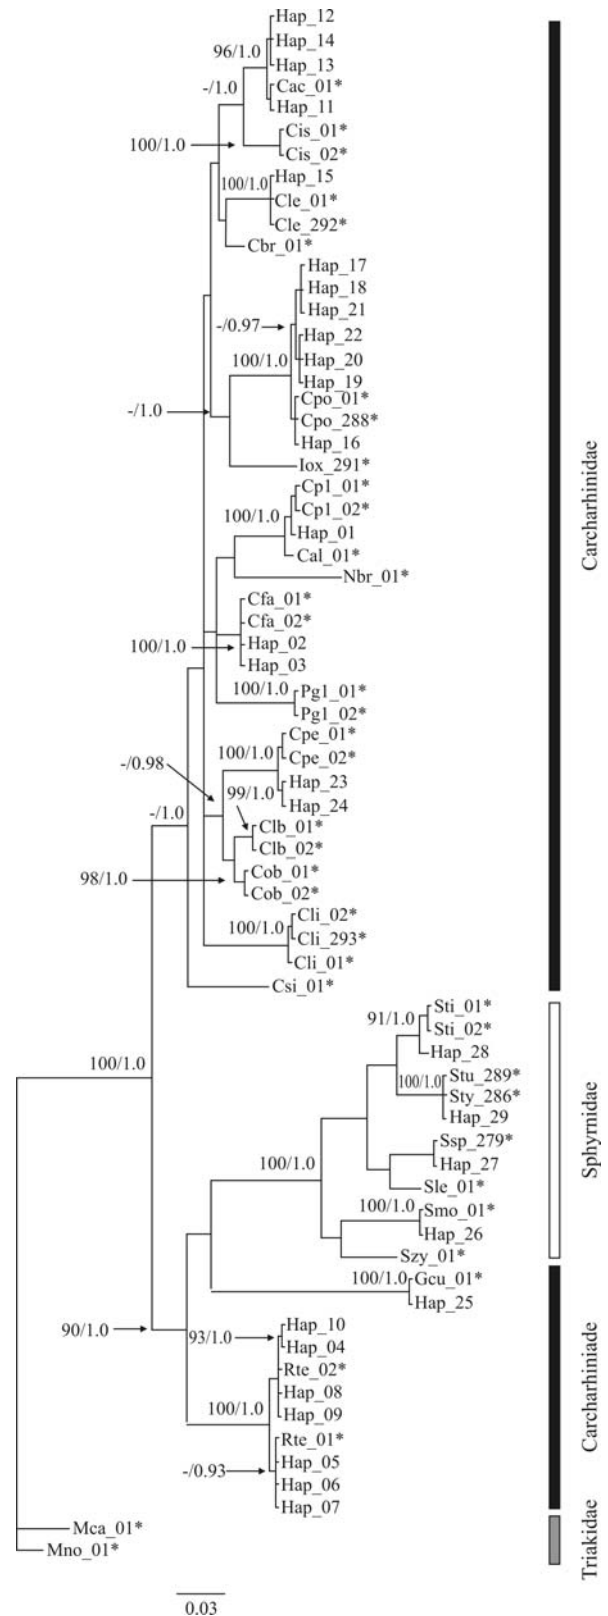 Hap_12
Hap_14
96/1.0
Hap_13
-/1.0
Cac_01*
Hap_11
Cis_01*
100/1.0
Cis_02*
100/1.0
Hap_15
Cle_01*
Cle_292*
Cbr_01*
Hap_17
Hap_18
Hap_21
-/0.97
Hap_22
100/1.0
Hap_20
Hap_19
Cpo_01*
-/1.0
Cpo_288*
Hap_16
Iox_291*
Carcharhinidae
Cp1_01*
100/1.0
Cp1_02*
Hap_01
Cal_01*
Nbr_01*
Cfa_01*
Cfa_02*
100/1.0
Hap_02
Hap_03
100/1.0
Pg1_01*
Pg1_02*
Cpe_01*
100/1.0
Cpe_02*
-/0.98
Hap_23
99/1.0
Hap_24
-/1.0
Clb_01*
Clb_02*
98/1.0
Cob_01*
Cob_02*
Cli_02*
100/1.0
Cli_293*
Cli_01*
Csi_01*
Sti_01*
91/1.0
Sti_02*
Hap_28
100/1.0
Stu_289*
100/1.0
Sty_286*
Hap_29
Sphyrnidae
Ssp_279*
100/1.0
Hap_27
Sle_01*
100/1.0
Smo_01*
Hap_26
Szy_01*
100/1.0
Gcu_01*
Hap_25
90/1.0
93/1.0
Hap_10
Hap_04
Rte_02*
Hap_08
100/1.0
Hap_09
Carcharhiniade
Rte_01*
Hap_05
-/0.93
Hap_06
Hap_07
Mca_01*
Mno_01*
Triakidae
0.03